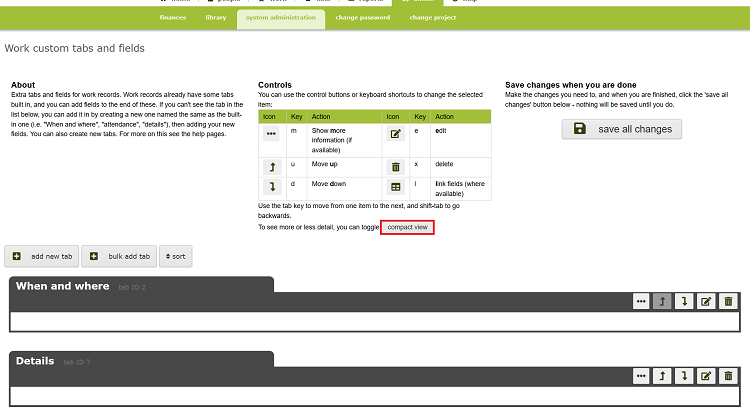 finances library system administration change password change project
Work custom tabs and fields
About
Extra tabs and fields for work records. Work records already have some tabs
built in, and you can add fields to the end of these. If you can't see the tab in
the list below, you can add it in by creating a new one named the same as the built-
in one (i.e. "When and where", "attendance", "details"), then adding your new
fields. You can also create new tabs. For more on this see the help pages.
Controls
You can use the control buttons or keyboard shortcuts to change the selected
item:
Icon Key Action Icon Key Action
m Show more e edit
information (if
available)
u Move up x delete
d Move down l link fields (where
available)
Use the tab key to move from one item to the next, and shift-tab to go
backwards.
To see more or less detail, you can toggle compact view
Save changes when you are done
Make the changes you need to, and when you are finished, click the 'save all
changes' button below - nothing will be saved until you do.
save all changes
add new tab bulk add tab sort
When and where tab ID 2
Details tab ID 7